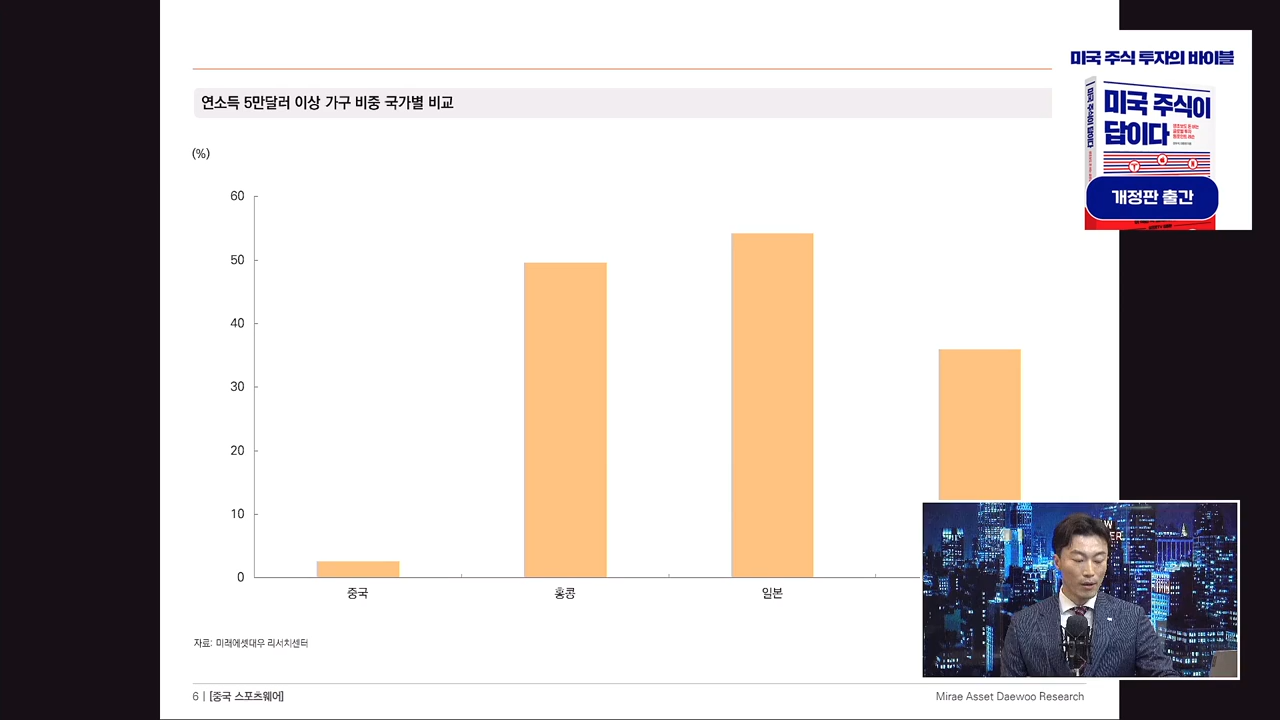 연소득 5만달러 이상 가구 비중 국가별 비교
(%)
60
50
40
30
20
10
0
중국
홍콩
일본
자료: 미래에셋대우 리서치센터
6 | [중국 스포츠웨어]
Mirae Asset Daewoo Research
미국 주식 투자의 바이블
미국 주식이
답이다
개정판 출간